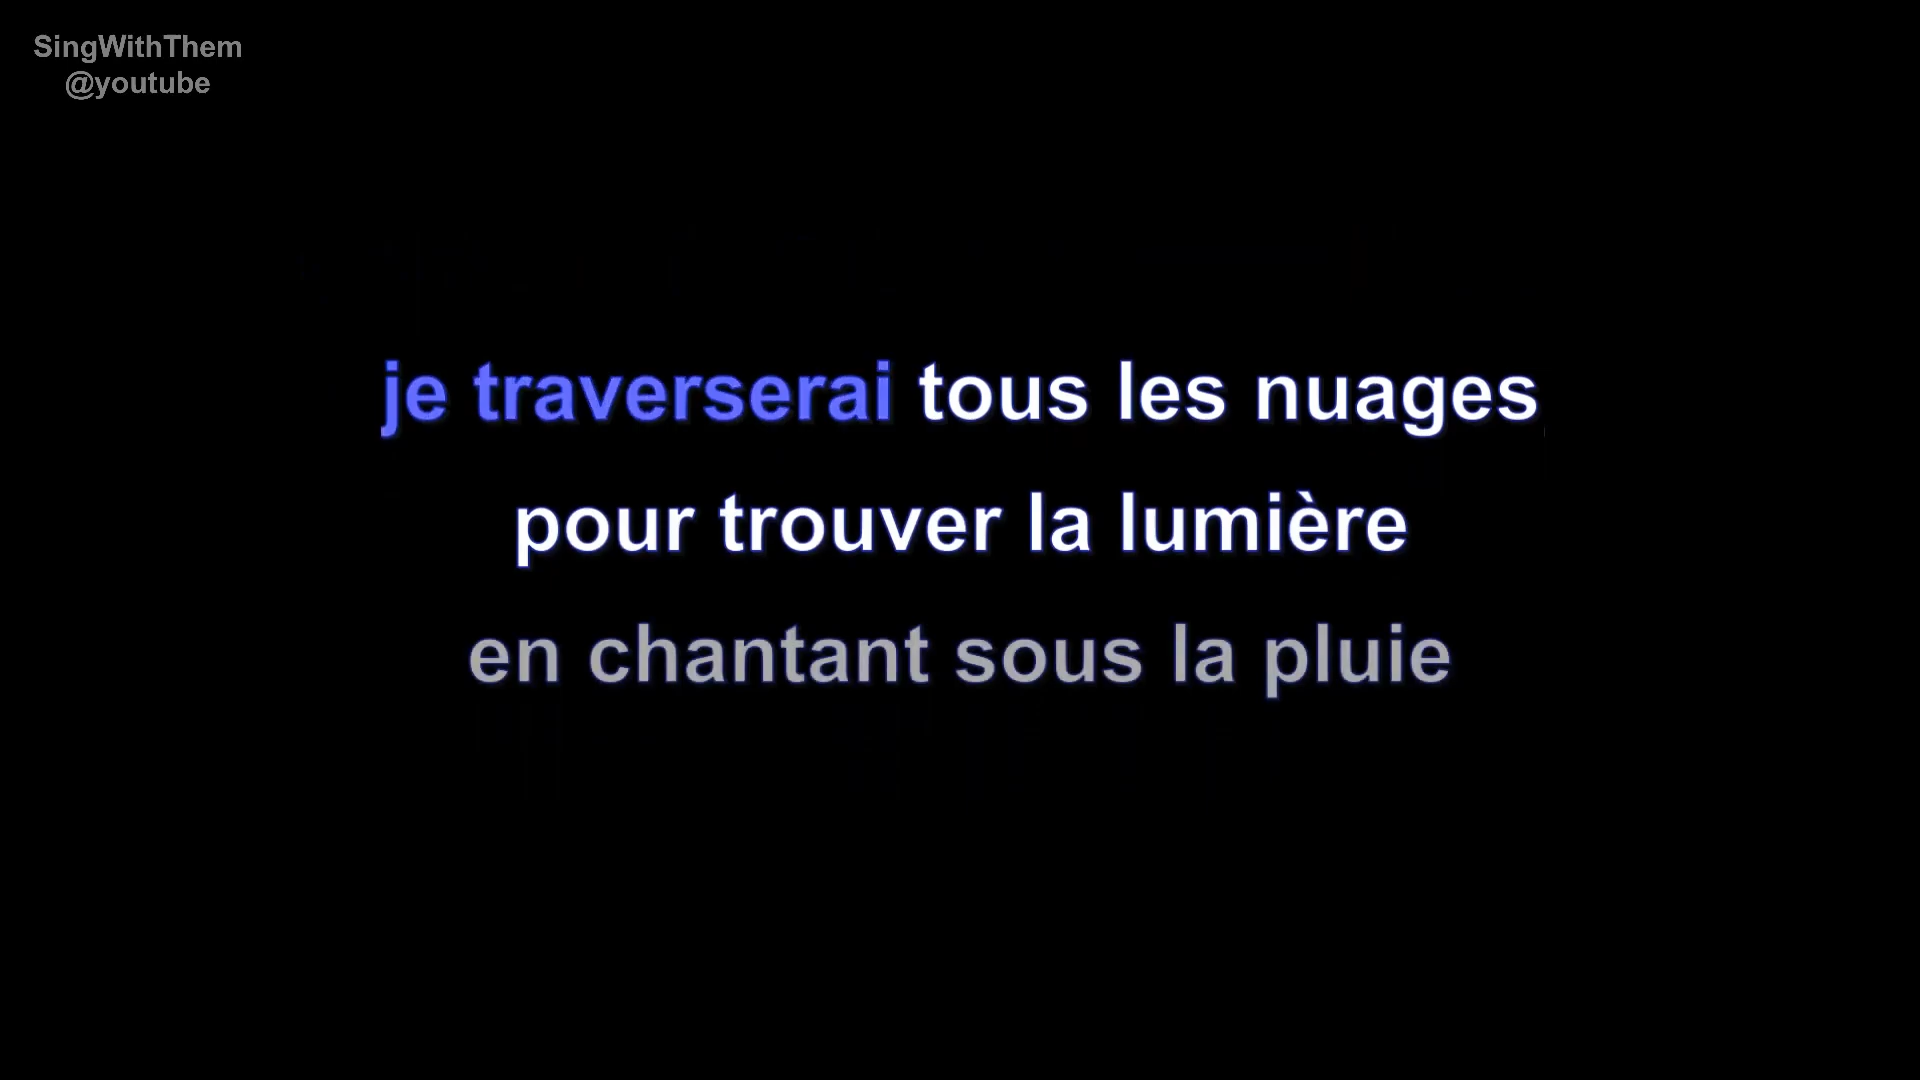 SingWithThem
@youtube
je traverserai tous les nuages
pour trouver la lumière
en chantant sous la pluie